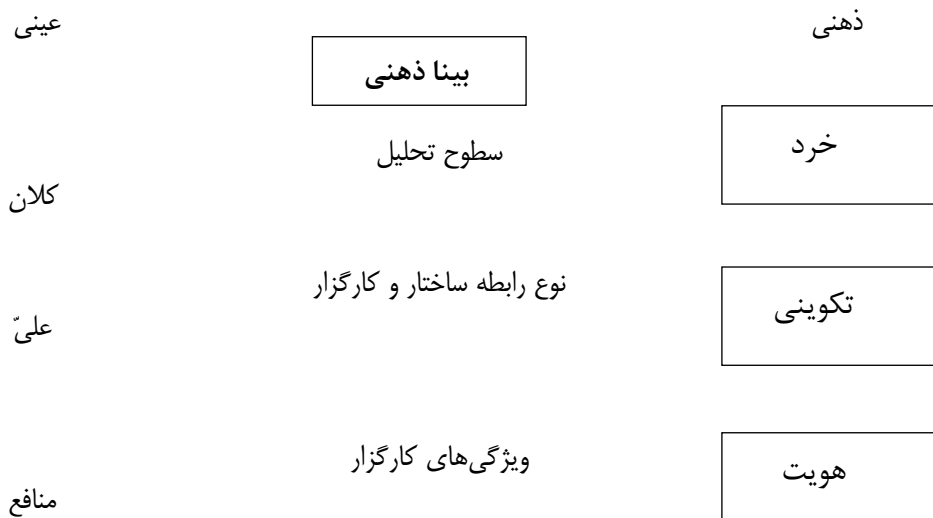 ذهنی
عینی
بینا ذهنی
خرد
سطوح تحلیل
کلان
تکوینی
نوع رابطه ساختار و کارگزار
علیّ
هویت
ویژگی‌های کارگزار
منافع